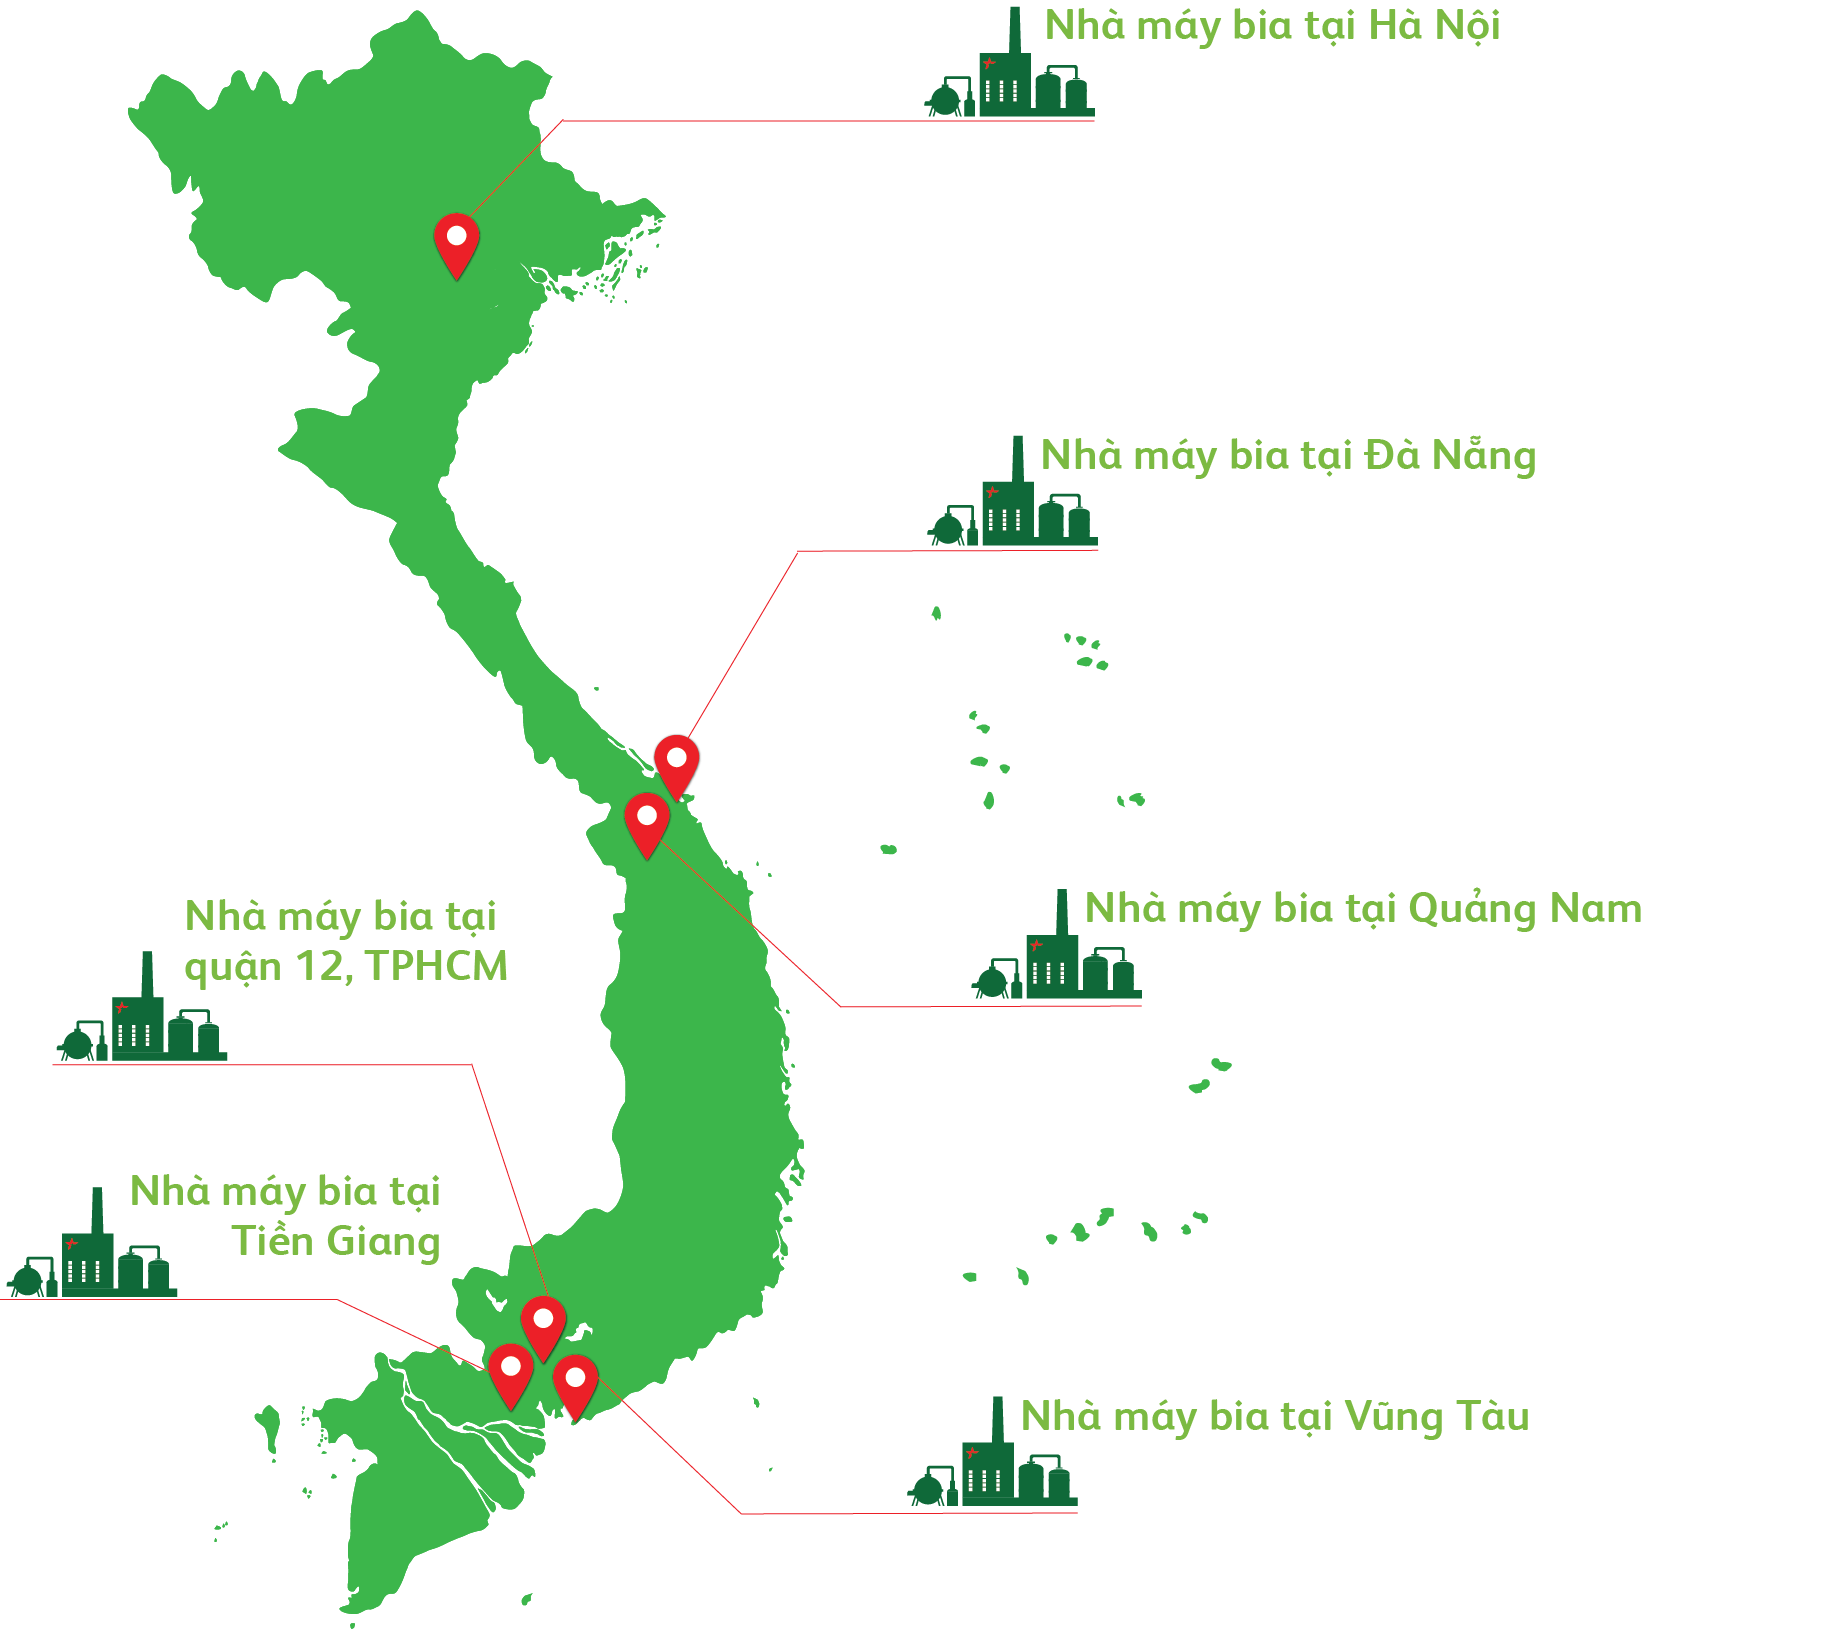 Nhà máy bia tại Hà Nội
Nhà máy bia tại Đà Nẵng
Nhà máy bia tại Quảng Nam
Nhà máy bia tại
quận 12, TPHCM
Nhà máy bia tại
Tiền Giang
Nhà máy bia tại Vũng Tàu